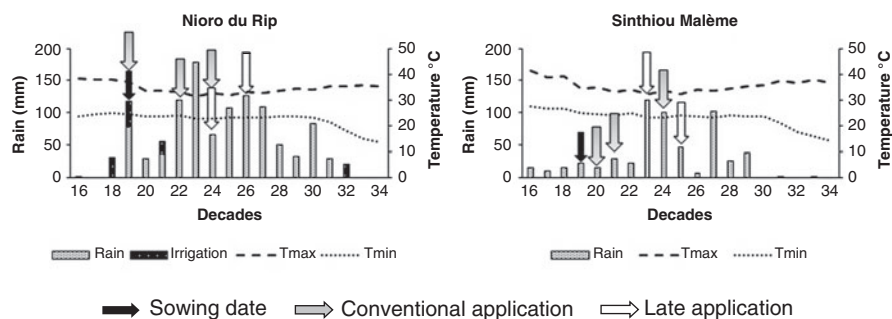 Nioro du Rip
Sinthiou Malème
200 150 100 50 0
Rain (mm)
50 40 30 20 10 0
Temperature °C
16 18 20 22 24 26 28 30 32 34
Decades
200 150 100 50 0
Rain (mm)
50 40 30 20 10 0
Temperature °C
16 18 20 22 24 26 28 30 32 34
Decades
Rain Irrigation Tmax Tmin
Rain Tmax Tmin
Sowing date Conventional application Late application